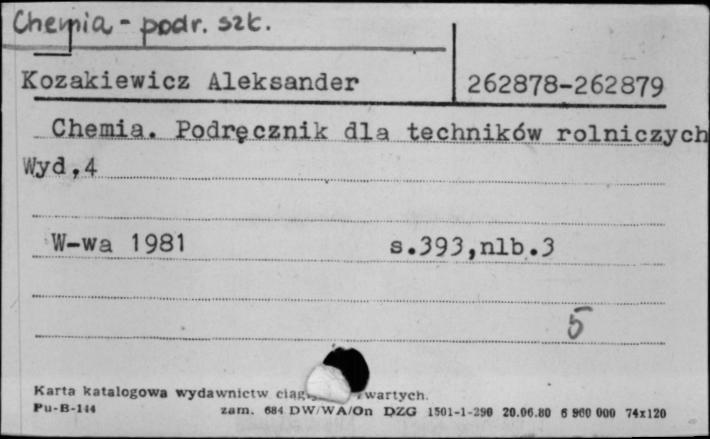 Chemia - podr. szk.
Kozakiewicz Aleksander 262878-262879
Chemia. Podręcznik dla techników rolniczych
Wyd,4
W-wa 1981 s.393,nlb.3
5
Karta katalogowa wydawnictw wartych.
Pu-B-144 zam. 684 DW/WA/On DZG 1501-1-290 20.06.80 6 960 000 74x120